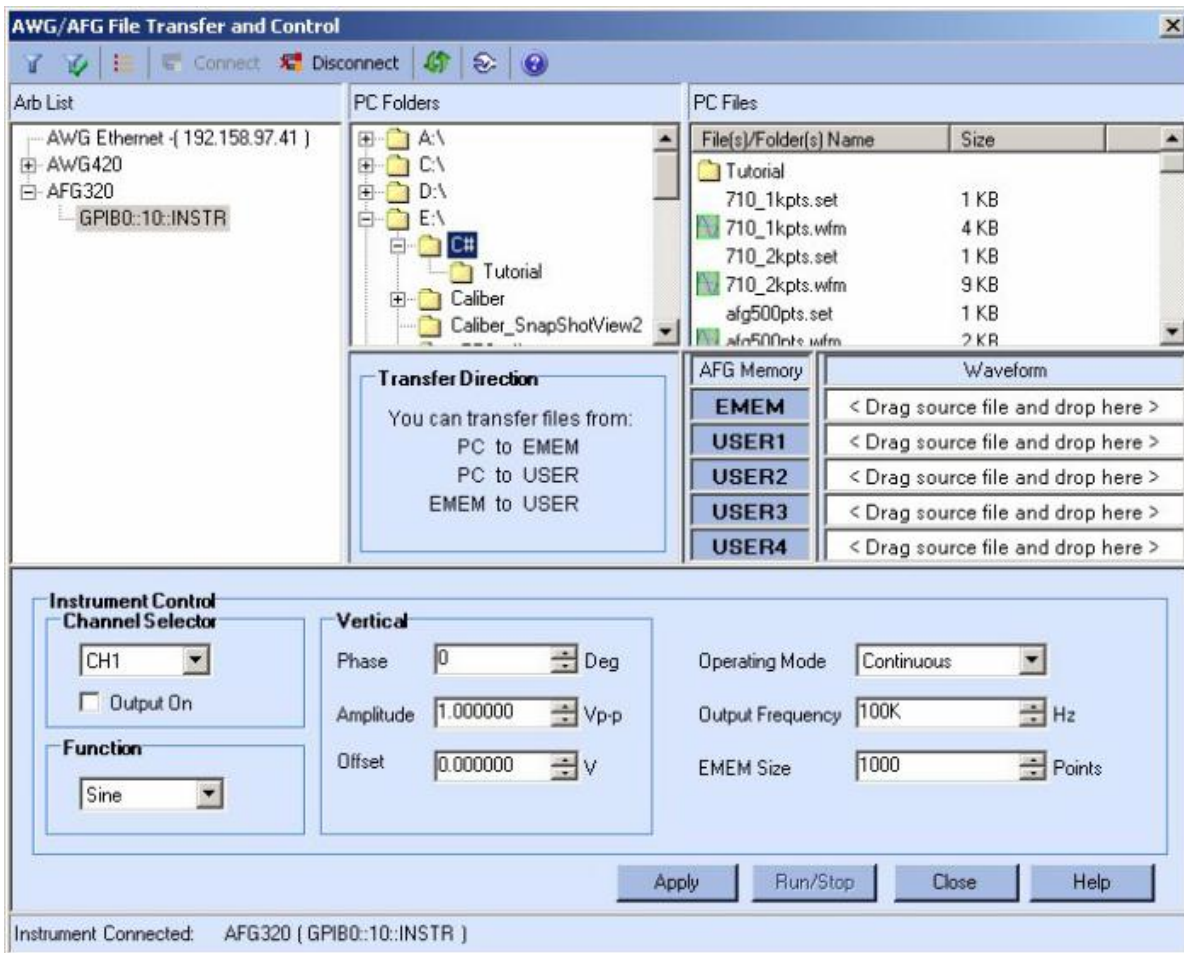 AWG/AFG File Transfer and Control
Connect Disconnect
Arb List
AWG Ethernet -( 192.158.97.41 )
AWG420
AFG320
GPIB0::10::INSTR
PC Folders
A:\
C:\
D:\
E:\
C#
Tutorial
Caliber
Caliber_SnapShotView2
PC Files
File(s)/Folder(s) Name Size
Tutorial
710_1kpts.set 1 KB
710_1kpts.wfm 4 KB
710_2kpts.set 1 KB
710_2kpts.wfm 9 KB
afg500pts.set 1 KB
afg500pts.wfm 2 KB
Transfer Direction
You can transfer files from:
PC to EMEM
PC to USER
EMEM to USER
AFG Memory Waveform
EMEM < Drag source file and drop here >
USER1 < Drag source file and drop here >
USER2 < Drag source file and drop here >
USER3 < Drag source file and drop here >
USER4 < Drag source file and drop here >
Instrument Control
Channel Selector
CH1
Output On
Function
Sine
Vertical
Phase 0 Deg
Amplitude 1.000000 Vp-p
Offset 0.000000 V
Operating Mode Continuous
Output Frequency 100K Hz
EMEM Size 1000 Points
Apply Run/Stop Close Help
Instrument Connected: AFG320 ( GPIB0::10::INSTR )